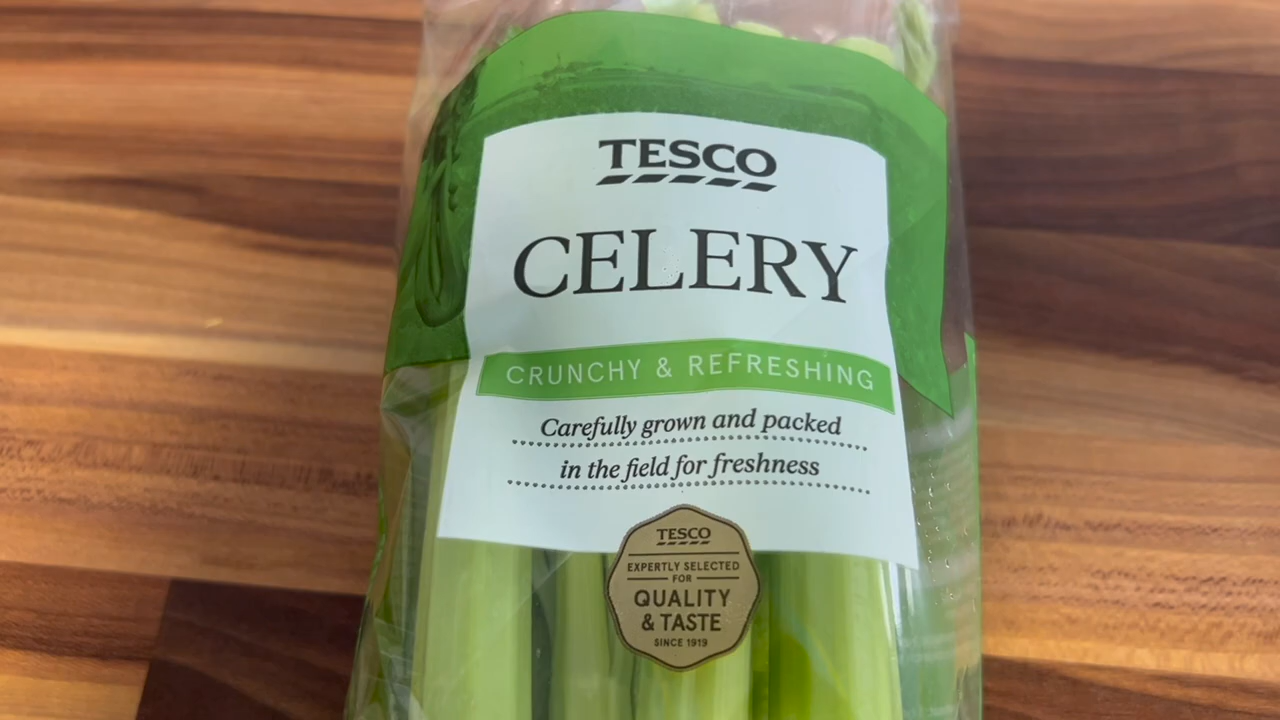 TESCO
CELERY
CRUNCHY & REFRESHING
Carefully grown and packed
in the field for freshness
TESCO
EXPERTLY SELECTED
FOR
QUALITY
& TASTE
SINCE 1919